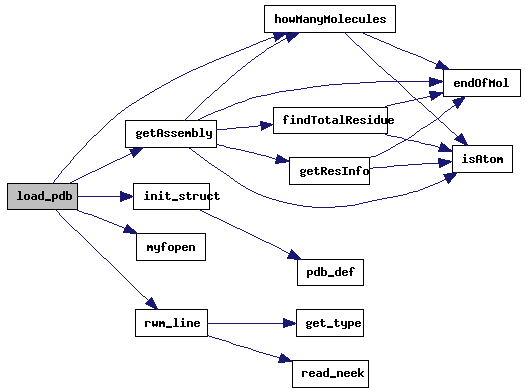 howManyMolecules
endOfMol
findTotalResidue
getAssembly
isAtom
getResInfo
load_pdb
init_struct
myfopen
pdb_def
rwm_line
get_type
read_neek